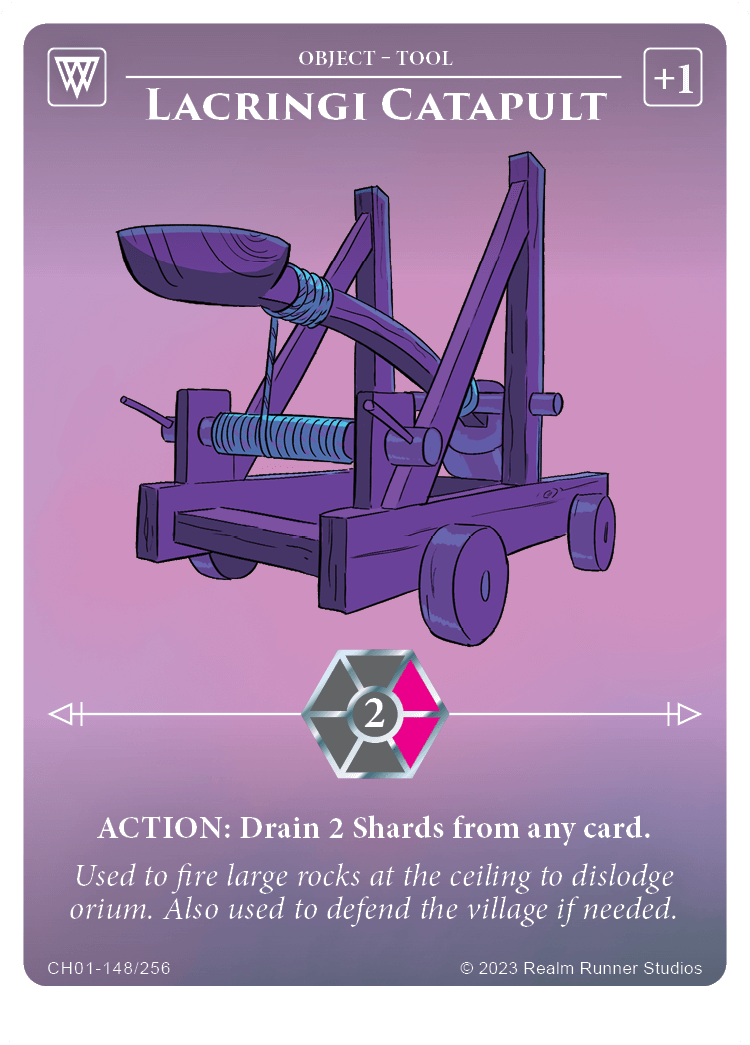 OBJECT – TOOL
+1
LACRINGI CATAPULT
2
ACTION: Drain 2 Shards from any card.
Used to fire large rocks at the ceiling to dislodge
orium. Also used to defend the village if needed.
CH01-148/256
© 2023 Realm Runner Studios